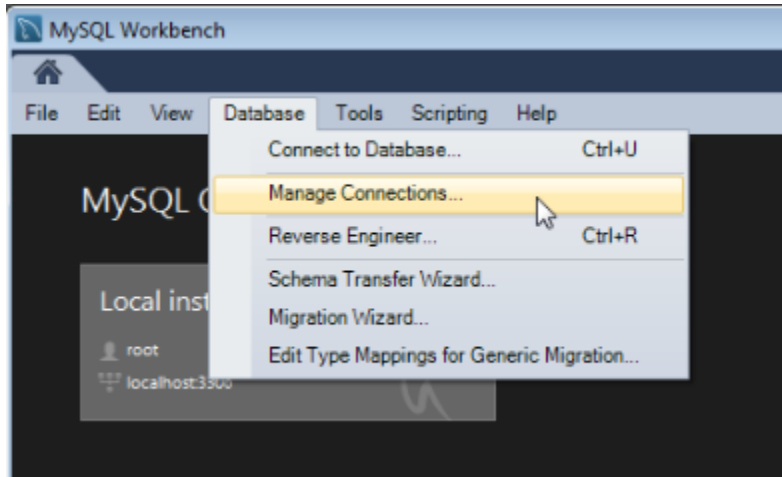 MySQL Workbench
File Edit View Database Tools Scripting Help
Connect to Database... Ctrl+U
Manage Connections...
Reverse Engineer... Ctrl+R
Schema Transfer Wizard...
Migration Wizard...
Edit Type Mappings for Generic Migration...
MySQL
Local inst
root
localhost:3306